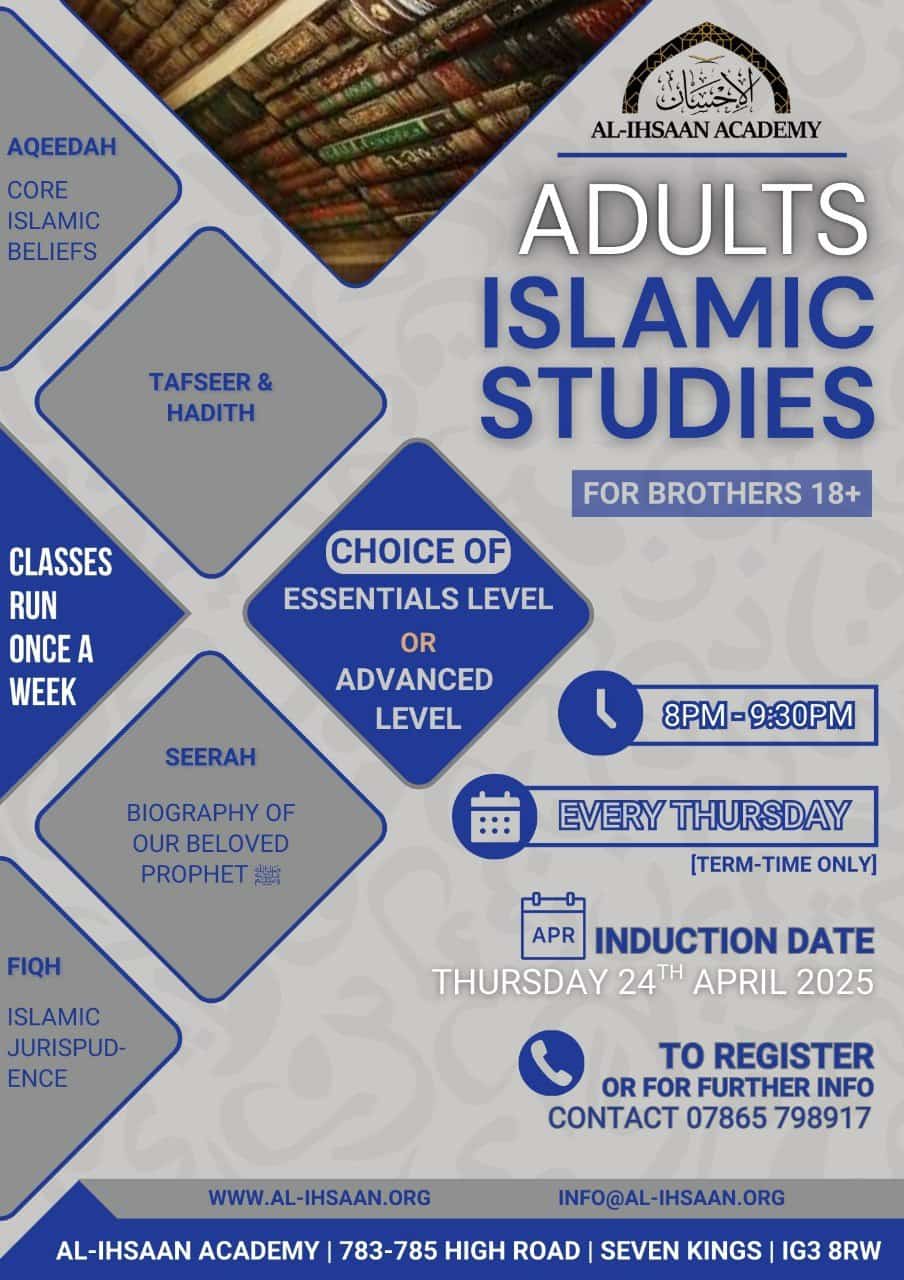 الإحسان
AL-IHSAAN ACADEMY
ADULTS
ISLAMIC
STUDIES
FOR BROTHERS 18+
AQEEDAH
CORE
ISLAMIC
BELIEFS
TAFSEER &
HADITH
CLASSES
RUN
ONCE A
WEEK
CHOICE OF
ESSENTIALS LEVEL
OR
ADVANCED
LEVEL
SEERAH
BIOGRAPHY OF
OUR BELOVED
PROPHET ﷺ
FIQH
ISLAMIC
JURISPUD-
ENCE
8PM - 9:30PM
EVERY THURSDAY
[TERM-TIME ONLY]
APR
INDUCTION DATE
THURSDAY 24TH APRIL 2025
TO REGISTER
OR FOR FURTHER INFO
CONTACT 07865 798917
WWW.AL-IHSAAN.ORG
INFO@AL-IHSAAN.ORG
AL-IHSAAN ACADEMY | 783-785 HIGH ROAD | SEVEN KINGS | IG3 8RW